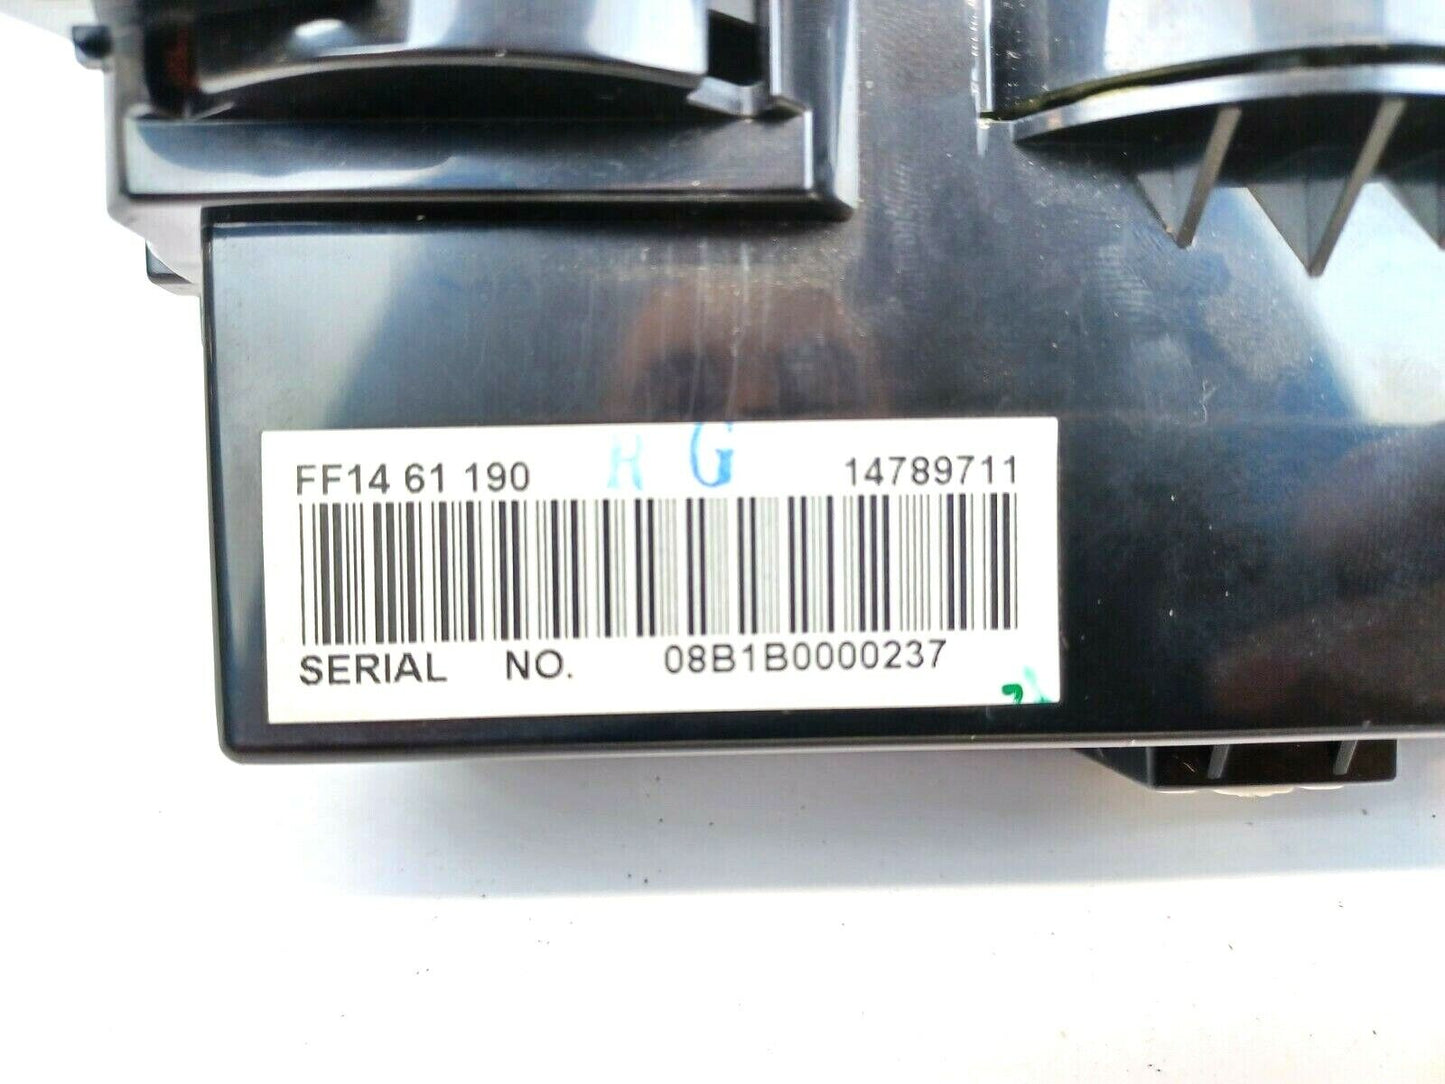 FF14 61 190 R G 14789711
SERIAL NO. 08B1B0000237